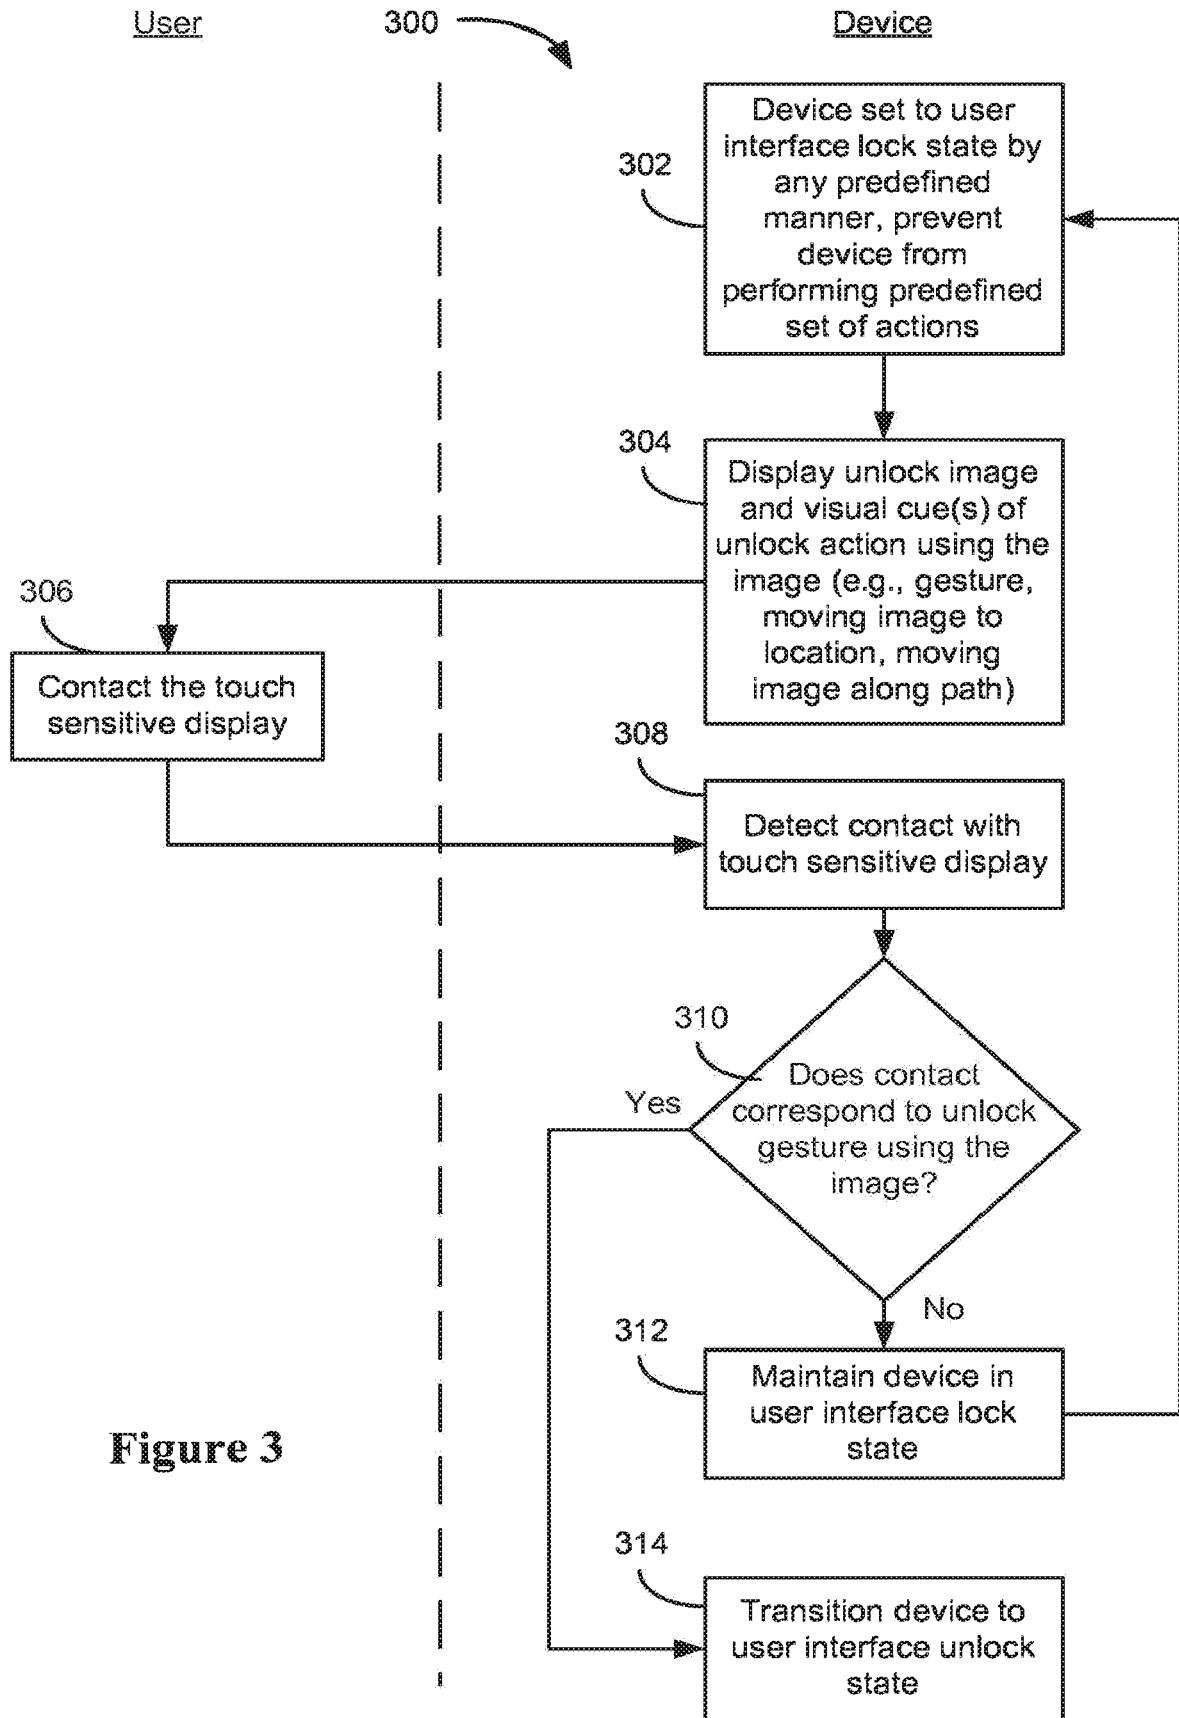 User
300
Device
302
Device set to user
interface lock state by
any predefined
manner, prevent
device from
performing predefined
set of actions
304
Display unlock image
and visual cue(s) of
unlock action using the
image (e.g., gesture,
moving image to
location, moving
image along path)
306
Contact the touch
sensitive display
308
Detect contact with
touch sensitive display
310
Does contact
correspond to unlock
gesture using the
image?
Yes
No
312
Maintain device in
user interface lock
state
Figure 3
314
Transition device to
user interface unlock
state